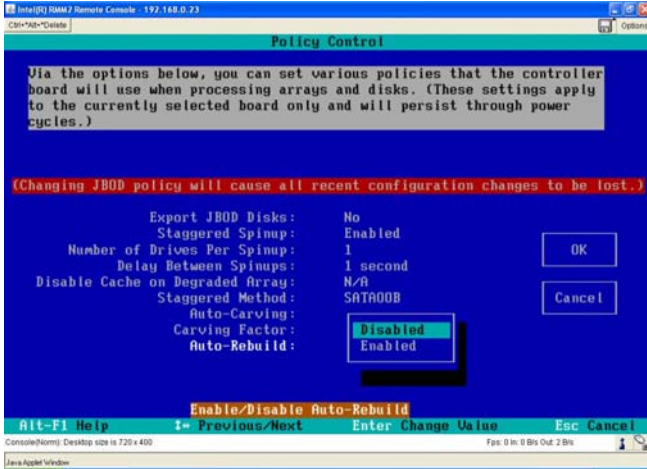 Intel(R) RMM2 Remote Console - 192.168.0.23
Ctrl+*Alt+*Delete
Options
Policy Control
Via the options below, you can set various policies that the controller
board will use when processing arrays and disks. (These settings apply
to the currently selected board only and will persist through power
cycles.)
(Changing JBOD policy will cause all recent configuration changes to be lost.)
Export JBOD Disks: No
Staggered Spinup: Enabled
Number of Drives Per Spinup: 1
OK
Delay Between Spinups: 1 second
Disable Cache on Degraded Array: N/A
Staggered Method: SATAOOB
Cancel
Auto-Carving:
Carving Factor: Disabled
Auto-Rebuild: Enabled
Enable/Disable Auto-Rebuild
Alt-F1 Help Previous/Next Enter Change Value Esc Cancel
Console(Norm): Desktop size is 720 x 400 Fps: 0 In: 0 B/s Out: 2 B/s
Java Applet Window